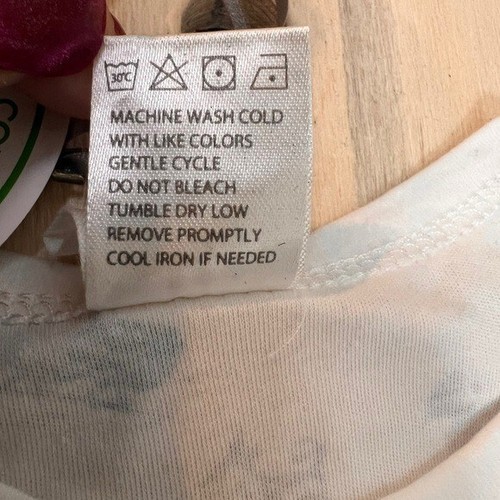 30°C
MACHINE WASH COLD
WITH LIKE COLORS
GENTLE CYCLE
DO NOT BLEACH
TUMBLE DRY LOW
REMOVE PROMPTLY
COOL IRON IF NEEDED